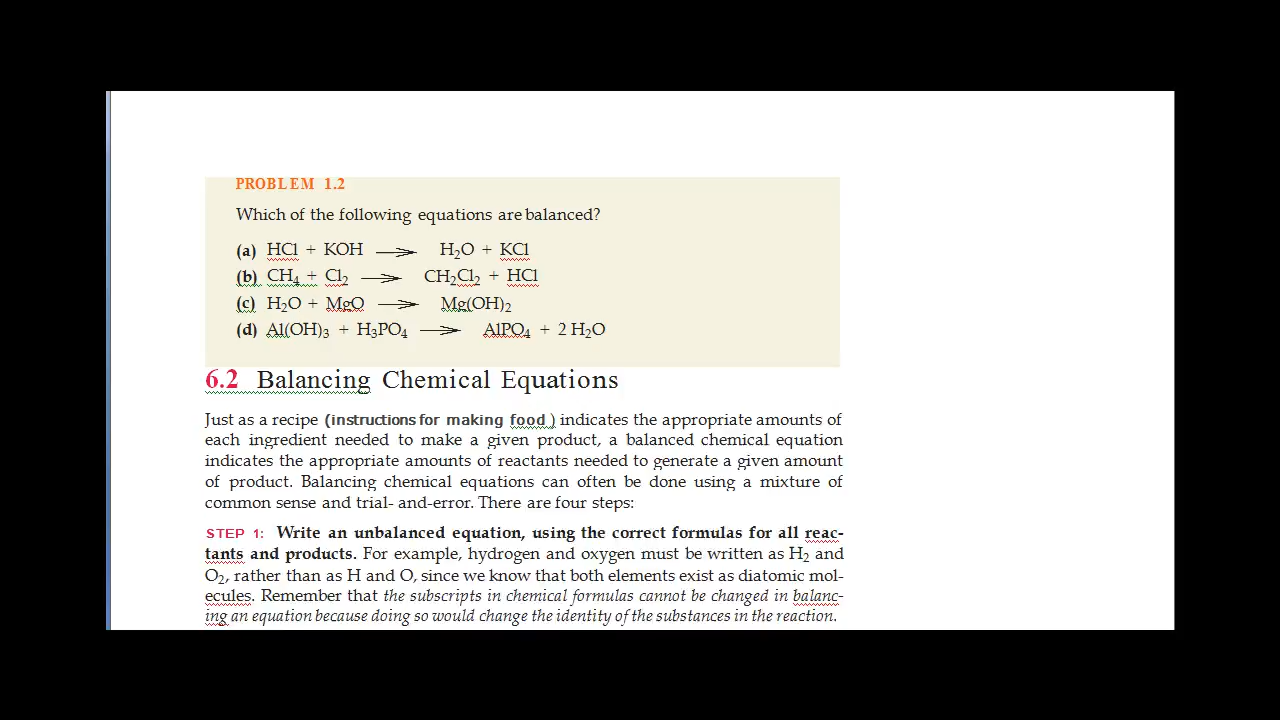 PROBLEM 1.2
Which of the following equations are balanced?
(a) HCl + KOH ⟶ H₂O + KCl
(b) CH₄ + Cl₂ ⟶ CH₂Cl₂ + HCl
(c) H₂O + MgO ⟶ Mg(OH)₂
(d) Al(OH)₃ + H₃PO₄ ⟶ AlPO₄ + 2 H₂O
6.2 Balancing Chemical Equations
Just as a recipe (instructions for making food ) indicates the appropriate amounts of
each ingredient needed to make a given product, a balanced chemical equation
indicates the appropriate amounts of reactants needed to generate a given amount
of product. Balancing chemical equations can often be done using a mixture of
common sense and trial- and-error. There are four steps:
STEP 1: Write an unbalanced equation, using the correct formulas for all reac-
tants and products. For example, hydrogen and oxygen must be written as H₂ and
O₂, rather than as H and O, since we know that both elements exist as diatomic mol-
ecules. Remember that the subscripts in chemical formulas cannot be changed in balanc-
ing an equation because doing so would change the identity of the substances in the reaction.